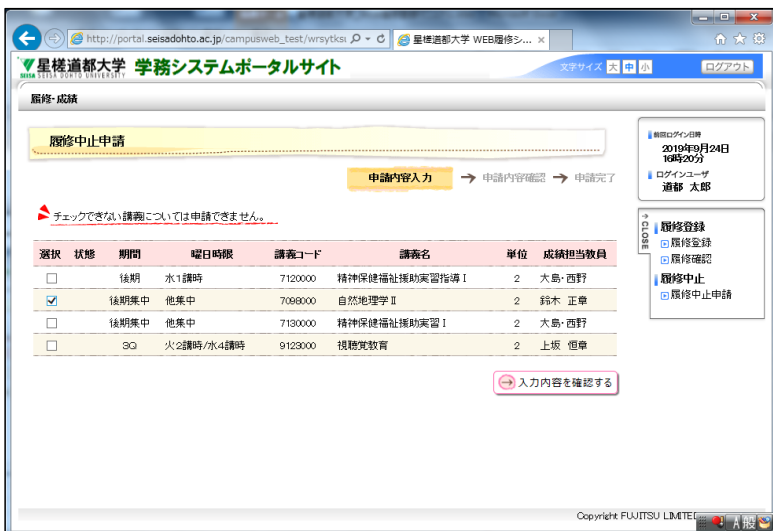 http://portal.seisadohto.ac.jp/campusweb_test/wrsytksı
星槎道都大学 WEB履修シ... ×
星槎道都大学 学務システムポータルサイト
SEISA DOHTO UNIVERSITY
文字サイズ 大 中 小
ログアウト
履修・成績
履修中止申請
申請内容入力 → 申請内容確認 → 申請完了
チェックできない講義については申請できません。
選択 状態 期間 曜日時限 講義コード 講義名 単位 成績担当教員
後期 水1講時 7120000 精神保健福祉援助実習指導Ⅰ 2 大島・西野
後期集中 他集中 7098000 自然地理学Ⅱ 2 鈴木 正章
後期集中 他集中 7130000 精神保健福祉援助実習Ⅰ 2 大島・西野
3Q 火2講時/水4講時 9123000 視聴覚教育 2 上坂 恒章
入力内容を確認する
前回ログイン日時
2019年9月24日
16時20分
ログインユーザ
道都 太郎
CLOSE
履修登録
履修登録
履修確認
履修中止
履修中止申請
Copyright FUJITSU LIMITED
A 般